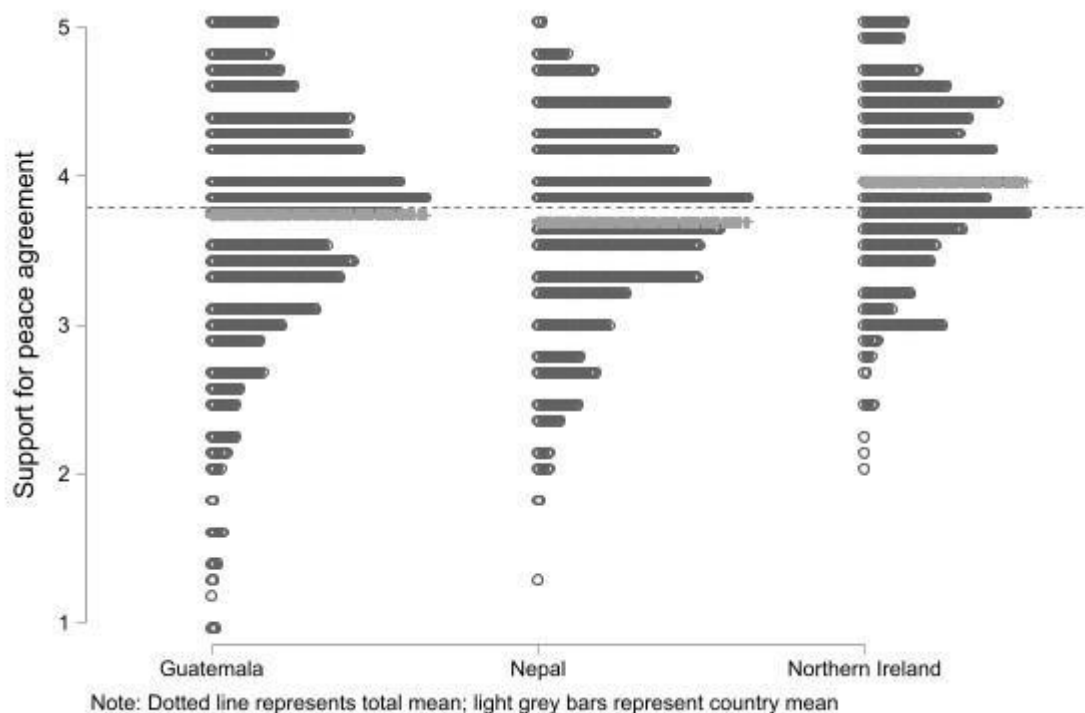 Support for peace agreement
5
4
3
2
1
Guatemala
Nepal
Northern Ireland
Note: Dotted line represents total mean; light grey bars represent country mean